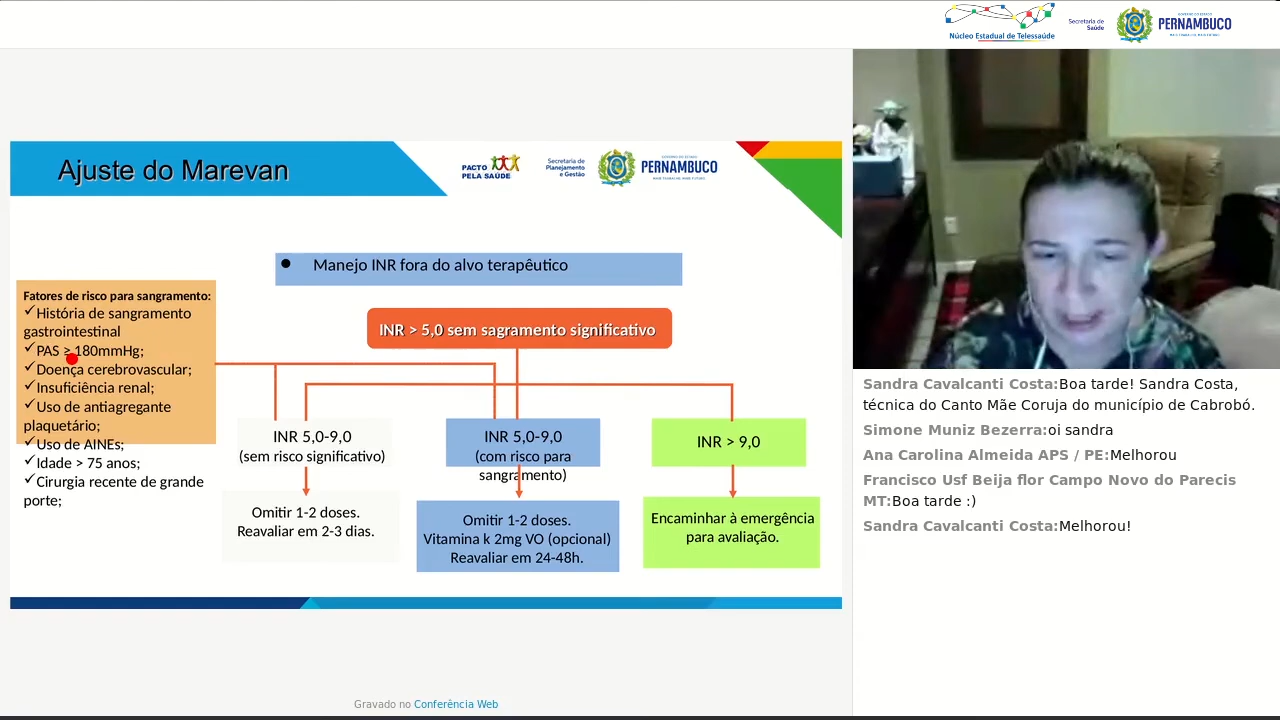 Núcleo Estadual de Telessaúde
Secretaria de
Saúde
PERNAMBUCO
Ajuste do Marevan
PACTO
PELA SAÚDE
Secretaria de
Planejamento
e Gestão
GOVERNO DO ESTADO
PERNAMBUCO
Manejo INR fora do alvo terapêutico
Fatores de risco para sangramento:
✓História de sangramento
gastrointestinal
✓PAS ≥ 180mmHg;
✓Doença cerebrovascular;
✓Insuficiência renal;
✓Uso de antiagregante
plaquetário;
✓Uso de AINEs;
✓Idade > 75 anos;
✓Cirurgia recente de grande
porte;
INR > 5,0 sem sagramento significativo
INR 5,0-9,0
(sem risco significativo)
INR 5,0-9,0
(com risco para
sangramento)
INR > 9,0
Omitir 1-2 doses.
Reavaliar em 2-3 dias.
Omitir 1-2 doses.
Vitamina k 2mg VO (opcional)
Reavaliar em 24-48h.
Encaminhar à emergência
para avaliação.
Sandra Cavalcanti Costa:Boa tarde! Sandra Costa,
técnica do Canto Mãe Coruja do município de Cabrobó.
Simone Muniz Bezerra:oi sandra
Ana Carolina Almeida APS / PE:Melhorou
Francisco Usf Beija flor Campo Novo do Parecis
MT:Boa tarde :)
Sandra Cavalcanti Costa:Melhorou!
Gravado no Conferência Web